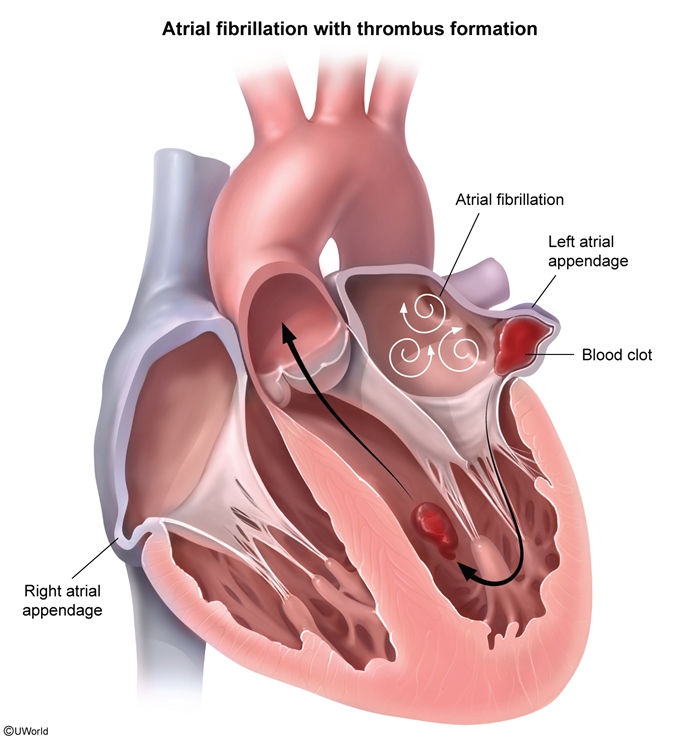 Atrial fibrillation with thrombus formation
Atrial fibrillation
Left atrial
appendage
Blood clot
Right atrial
appendage
©UWorld